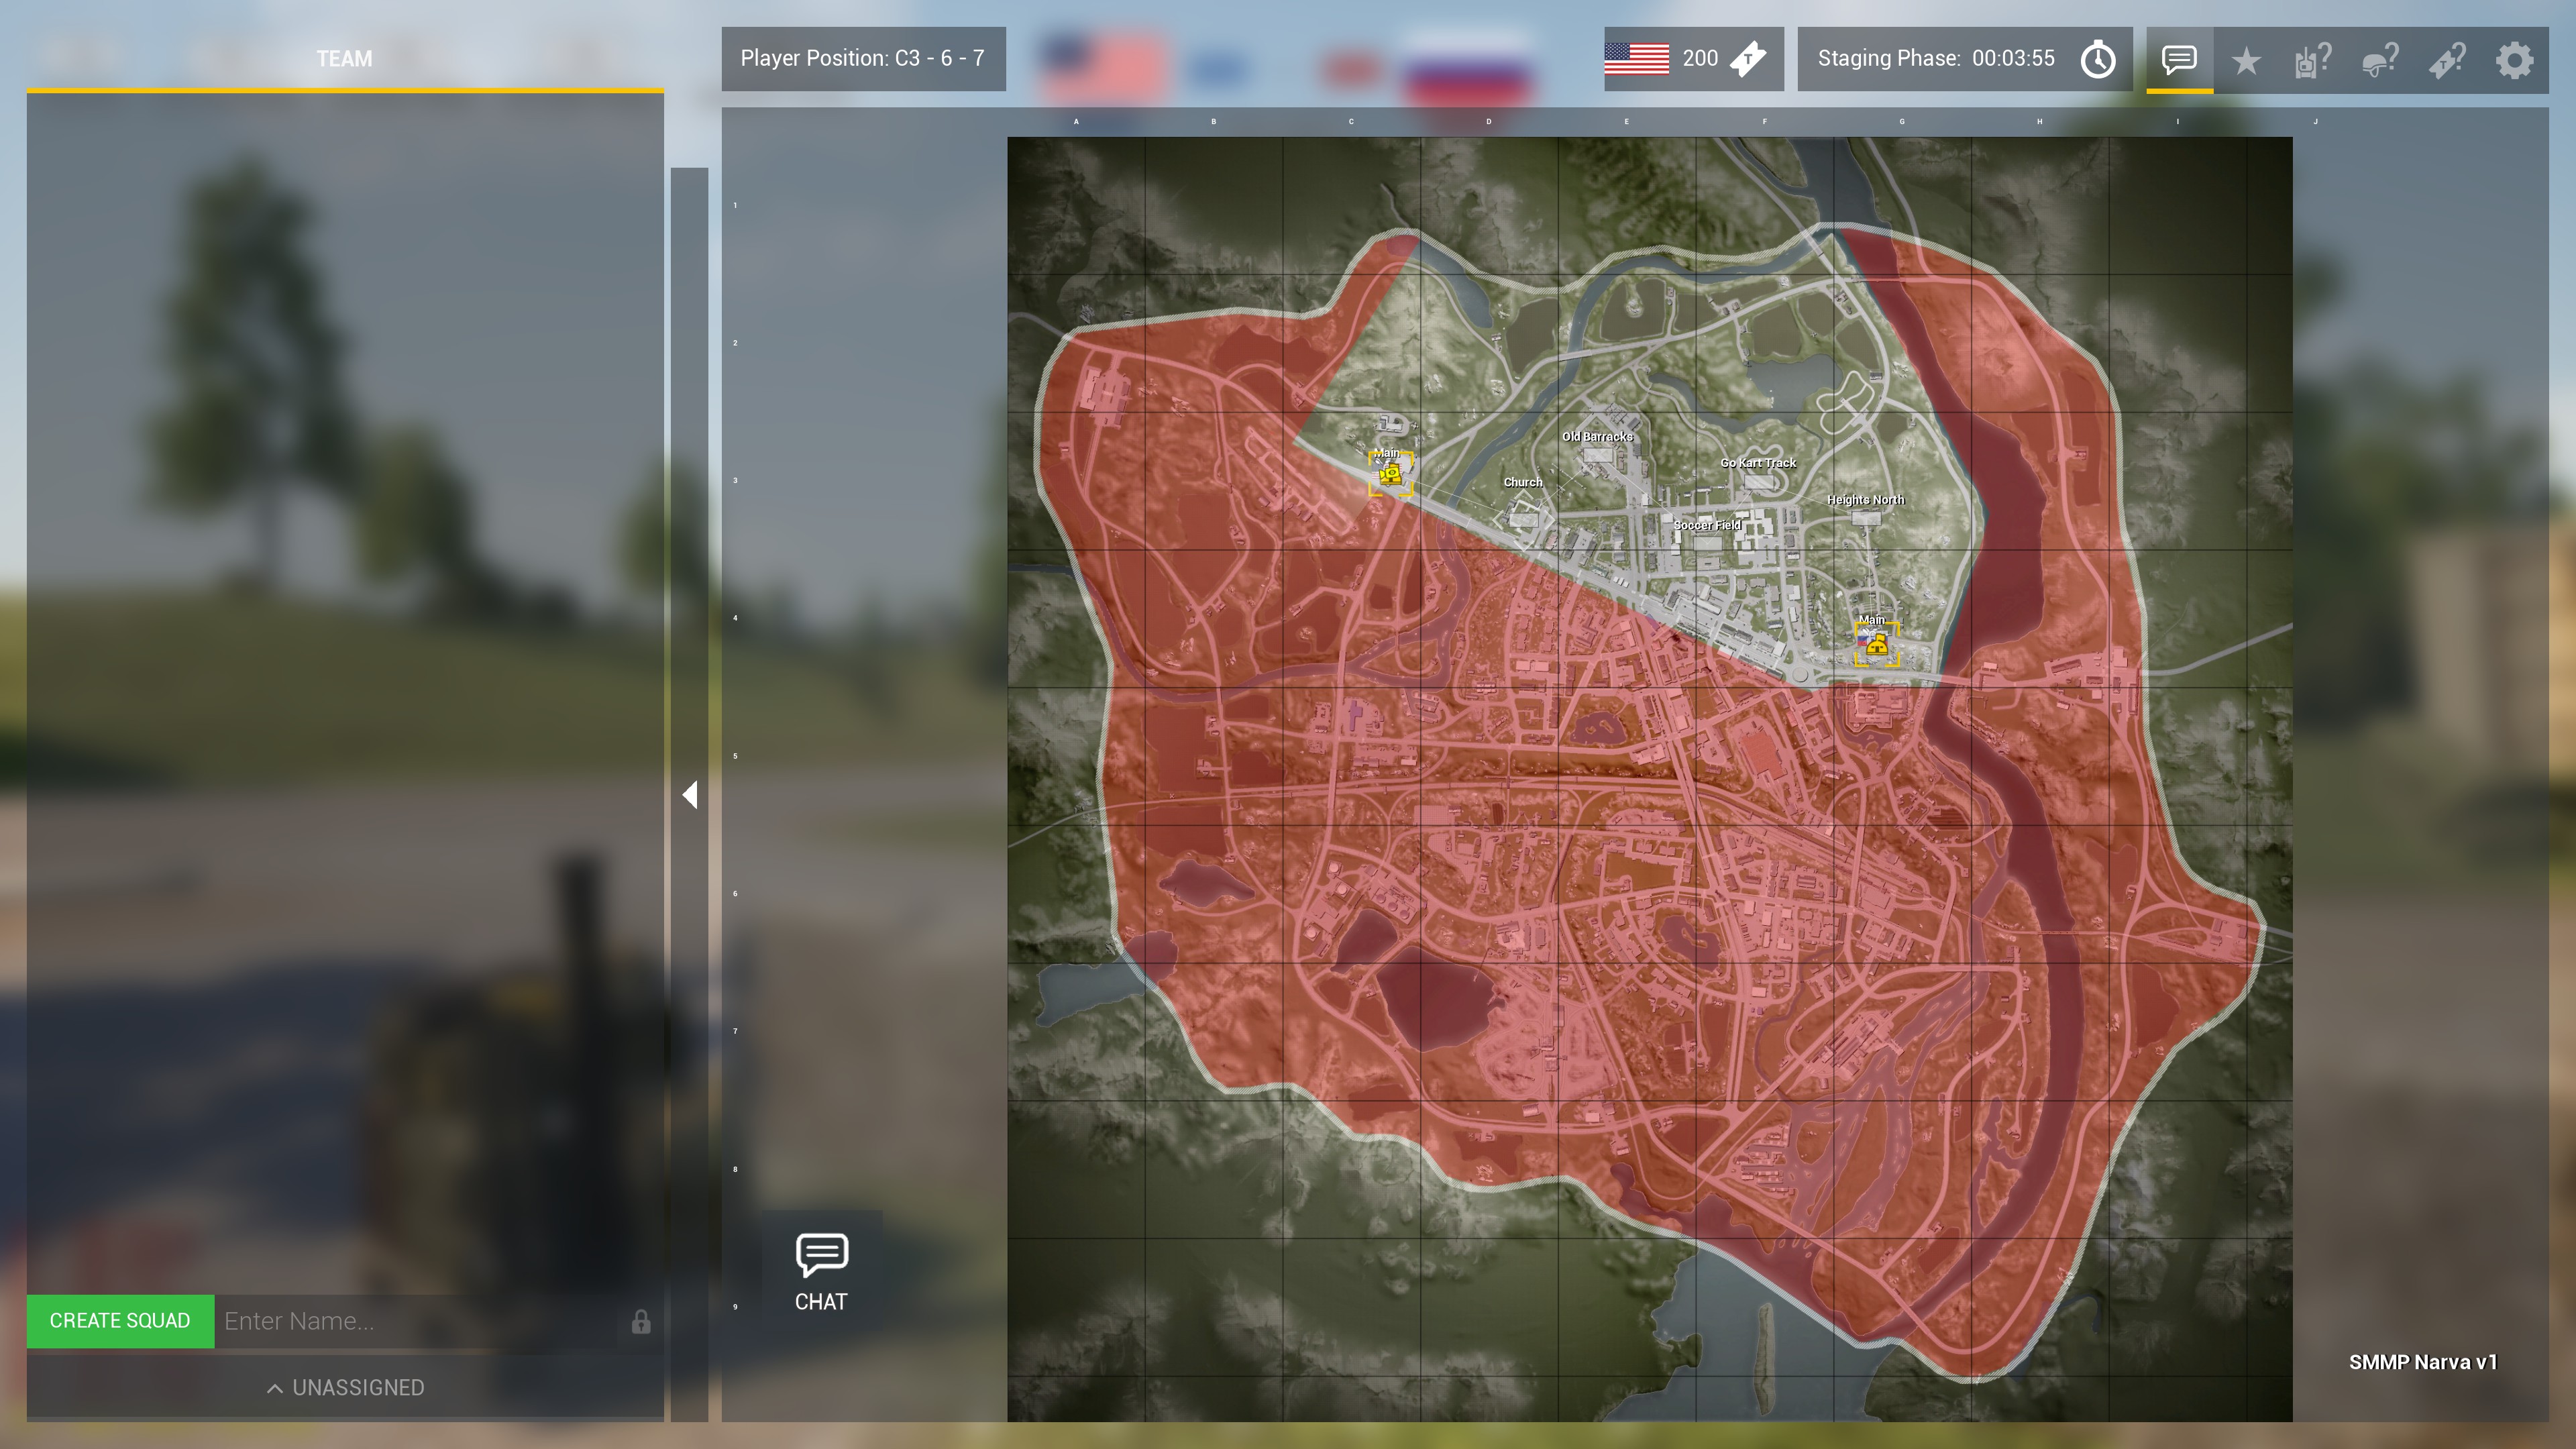 TEAM
Player Position: C3 - 6 - 7
200
T
Staging Phase: 00:03:55
?
?
T?
A B C D E F G H I J
1
2
3
4
5
6
7
8
9
Old Barracks
Main
Go Kart Track
Church
Heights North
Soccer Field
Main
CHAT
CREATE SQUAD
Enter Name...
UNASSIGNED
SMMP Narva v1